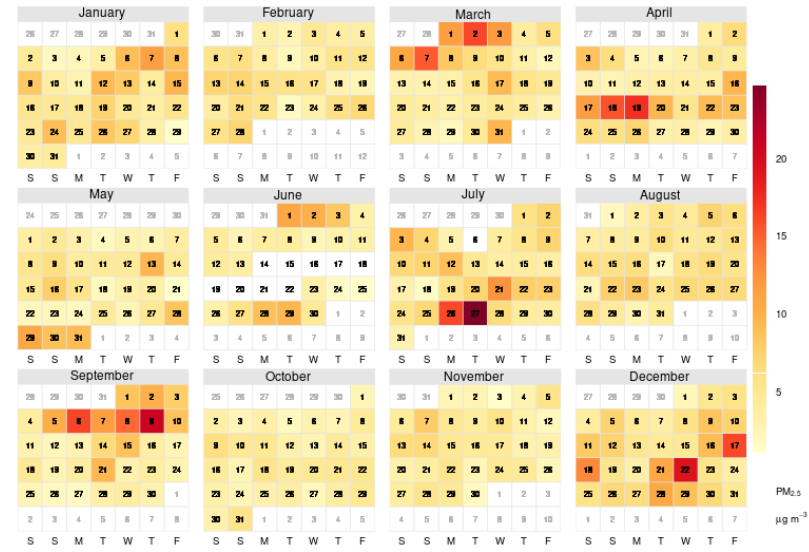 January
26 27 28 29 30 31 1
2 3 4 5 6 7 8
9 10 11 12 13 14 15
16 17 18 19 20 21 22
23 24 25 26 27 28 29
30 31 1 2 3 4 5
S S M T W T F
February
30 31 1 2 3 4 5
6 7 8 9 10 11 12
13 14 15 16 17 18 19
20 21 22 23 24 25 26
27 28 1 2 3 4 5
6 7 8 9 10 11 12
S S M T W T F
March
27 28 1 2 3 4 5
6 7 8 9 10 11 12
13 14 15 16 17 18 19
20 21 22 23 24 25 26
27 28 29 30 31 1 2
3 4 5 6 7 8 9
S S M T W T F
April
27 28 29 30 31 1 2
3 4 5 6 7 8 9
10 11 12 13 14 15 16
17 18 19 20 21 22 23
24 25 26 27 28 29 30
1 2 3 4 5 6 7
S S M T W T F
May
24 25 26 27 28 29 30
1 2 3 4 5 6 7
8 9 10 11 12 13 14
15 16 17 18 19 20 21
22 23 24 25 26 27 28
29 30 31 1 2 3 4
S S M T W T F
June
29 30 31 1 2 3 4
5 6 7 8 9 10 11
12 13 14 15 16 17 18
19 20 21 22 23 24 25
26 27 28 29 30 1 2
3 4 5 6 7 8 9
S S M T W T F
July
26 27 28 29 30 1 2
3 4 5 6 7 8 9
10 11 12 13 14 15 16
17 18 19 20 21 22 23
24 25 26 27 28 29 30
31 1 2 3 4 5 6
S S M T W T F
August
31 1 2 3 4 5 6
7 8 9 10 11 12 13
14 15 16 17 18 19 20
21 22 23 24 25 26 27
28 29 30 31 1 2 3
4 5 6 7 8 9 10
S S M T W T F
September
28 29 30 31 1 2 3
4 5 6 7 8 9 10
11 12 13 14 15 16 17
18 19 20 21 22 23 24
25 26 27 28 29 30 1
2 3 4 5 6 7 8
S S M T W T F
October
25 26 27 28 29 30 1
2 3 4 5 6 7 8
9 10 11 12 13 14 15
16 17 18 19 20 21 22
23 24 25 26 27 28 29
30 31 1 2 3 4 5
S S M T W T F
November
30 31 1 2 3 4 5
6 7 8 9 10 11 12
13 14 15 16 17 18 19
20 21 22 23 24 25 26
27 28 29 30 1 2 3
4 5 6 7 8 9 10
S S M T W T F
December
27 28 29 30 1 2 3
4 5 6 7 8 9 10
11 12 13 14 15 16 17
18 19 20 21 22 23 24
25 26 27 28 29 30 31
1 2 3 4 5 6 7
S S M T W T F
20
15
10
5
PM2.5
μg m−3